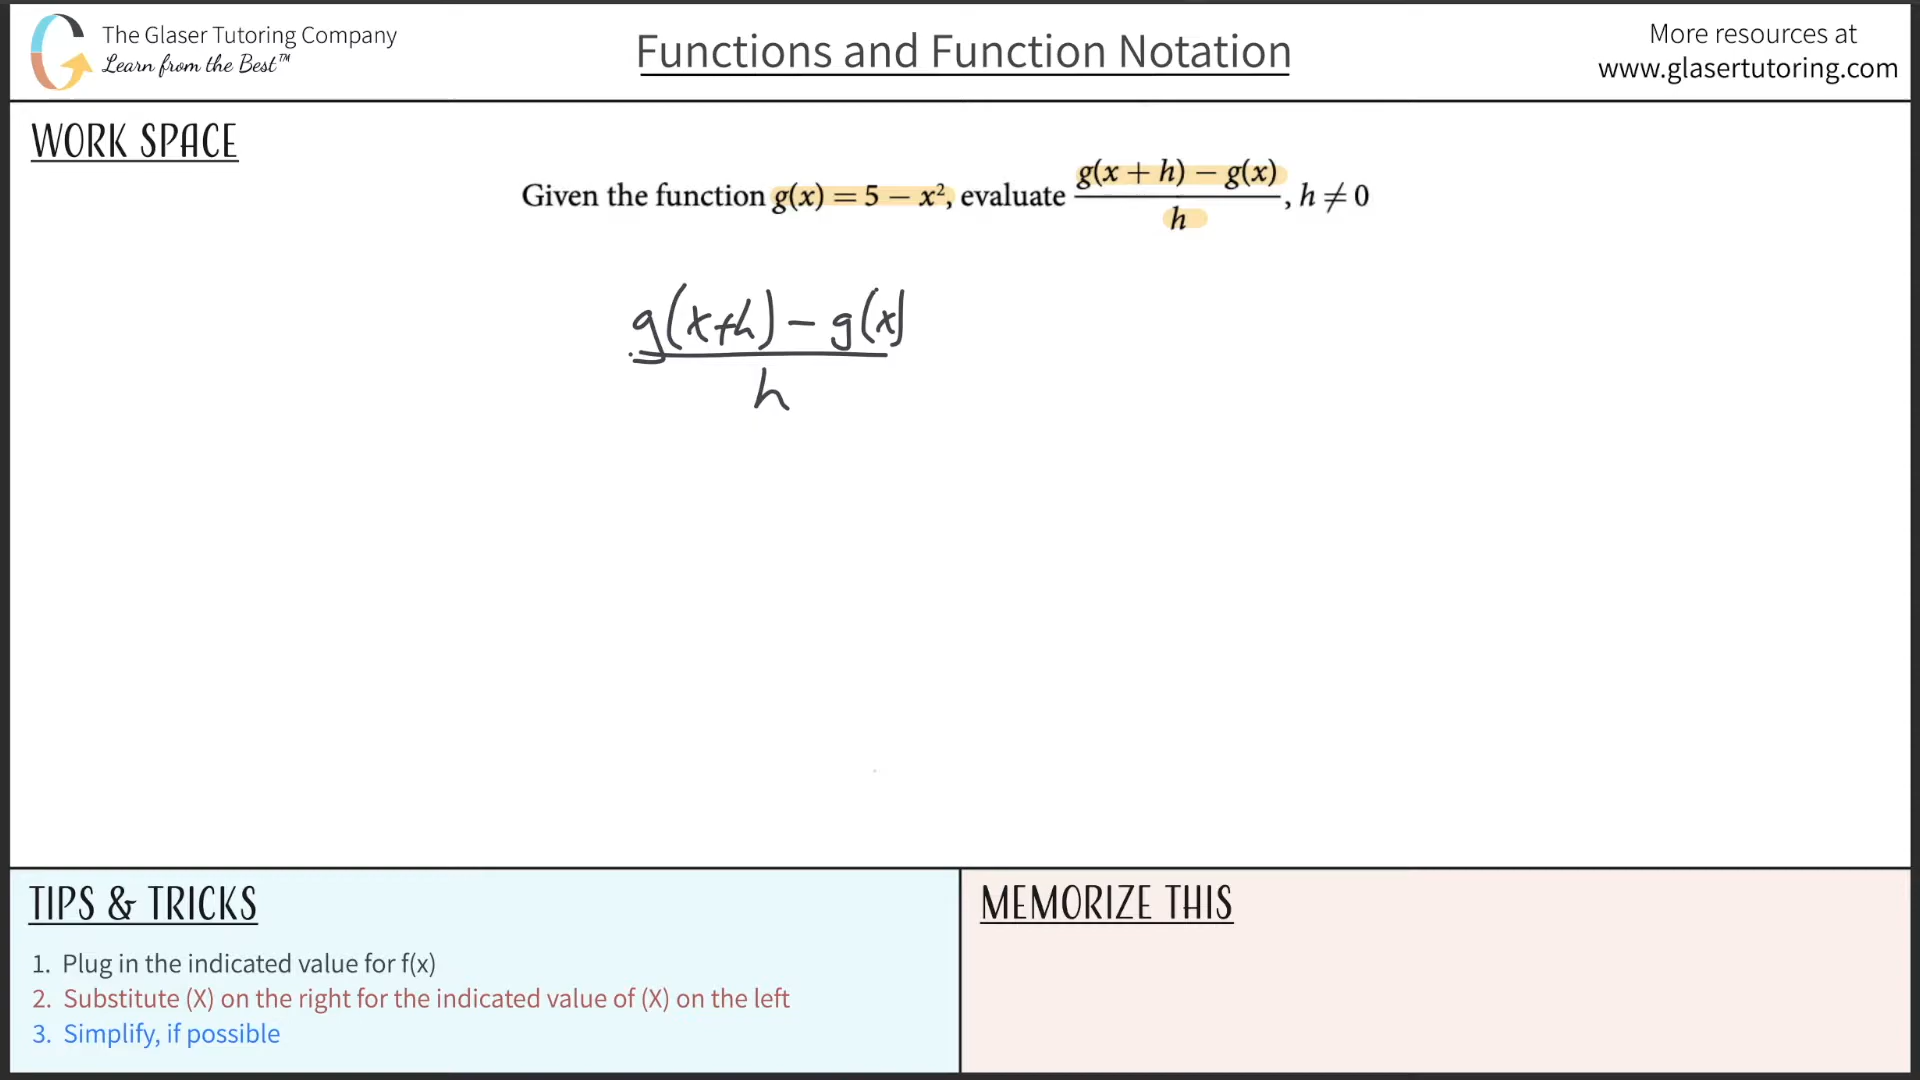 The Glaser Tutoring Company
Learn from the Best™
Functions and Function Notation
More resources at
www.glasertutoring.com
WORK SPACE
Given the function g(x) = 5 − x², evaluate g(x + h) − g(x) / h, h ≠ 0
g(x+h) − g(x)
h
TIPS & TRICKS
1. Plug in the indicated value for f(x)
2. Substitute (X) on the right for the indicated value of (X) on the left
3. Simplify, if possible
MEMORIZE THIS